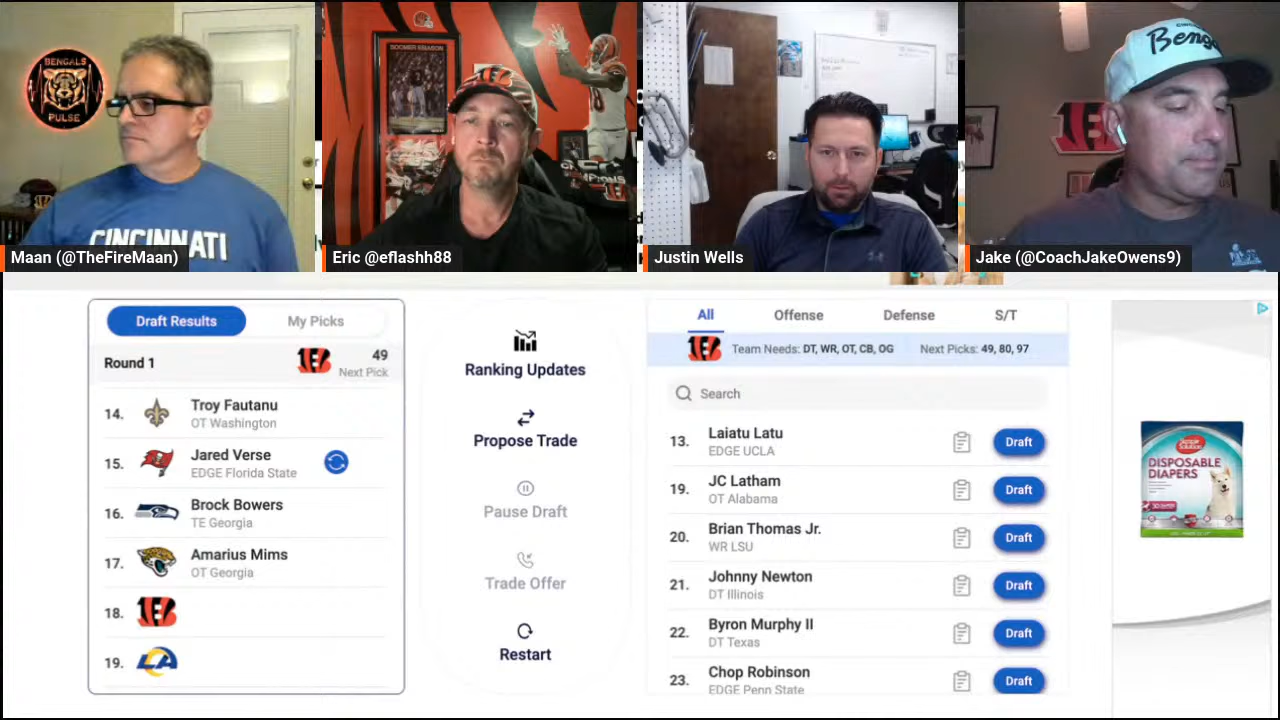 BENGALS
PULSE
CINCINNATI
Maan (@TheFireMaan)
BOOMER ESIASON
Eric @eflashh88
Justin Wells
Bengals
Jake (@CoachJakeOwens9)
Draft Results
My Picks
Round 1
49
Next Pick
14.
Troy Fautanu
OT Washington
15.
Jared Verse
EDGE Florida State
16.
Brock Bowers
TE Georgia
17.
Amarius Mims
OT Georgia
18.
19.
Ranking Updates
Propose Trade
Pause Draft
Trade Offer
Restart
All
Offense
Defense
S/T
Team Needs: DT, WR, OT, CB, OG
Next Picks: 49, 80, 97
Search
13.
Laiatu Latu
EDGE UCLA
Draft
19.
JC Latham
OT Alabama
Draft
20.
Brian Thomas Jr.
WR LSU
Draft
21.
Johnny Newton
DT Illinois
Draft
22.
Byron Murphy II
DT Texas
Draft
23.
Chop Robinson
EDGE Penn State
Draft
Simple Solution
DISPOSABLE
DIAPERS